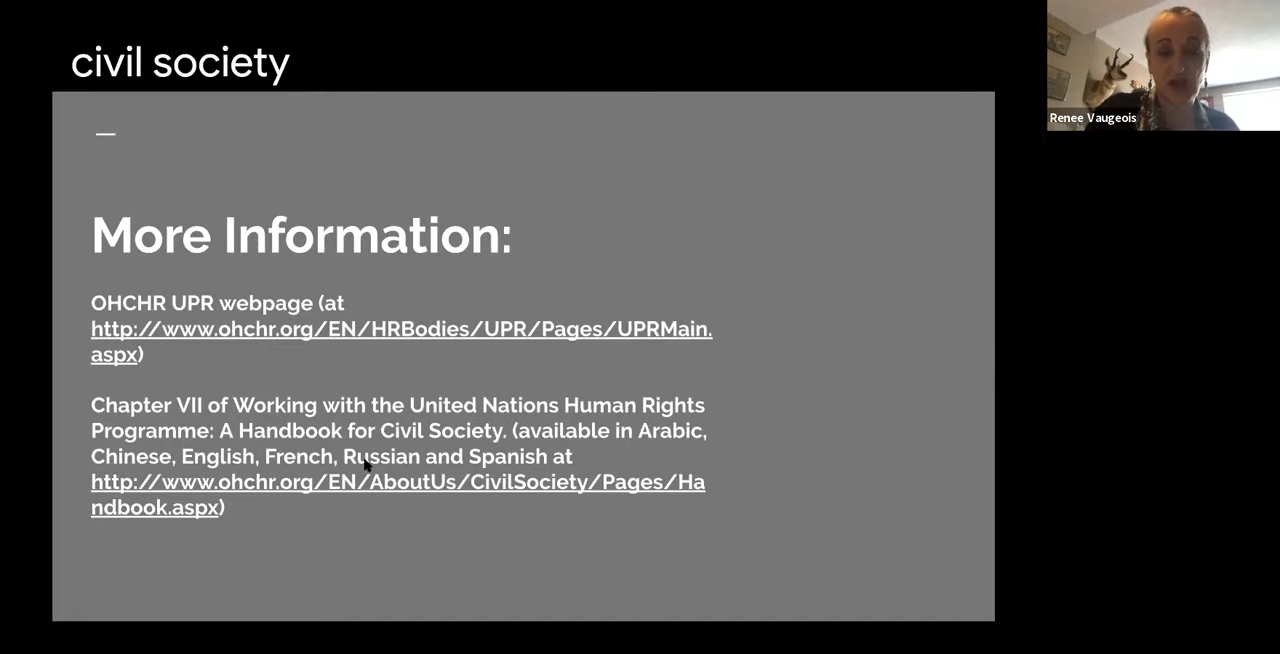 civil society
—
More Information:
OHCHR UPR webpage (at
http://www.ohchr.org/EN/HRBodies/UPR/Pages/UPRMain.
aspx)
Chapter VII of Working with the United Nations Human Rights
Programme: A Handbook for Civil Society. (available in Arabic,
Chinese, English, French, Russian and Spanish at
http://www.ohchr.org/EN/AboutUs/CivilSociety/Pages/Ha
ndbook.aspx)
Renee Vaugeois